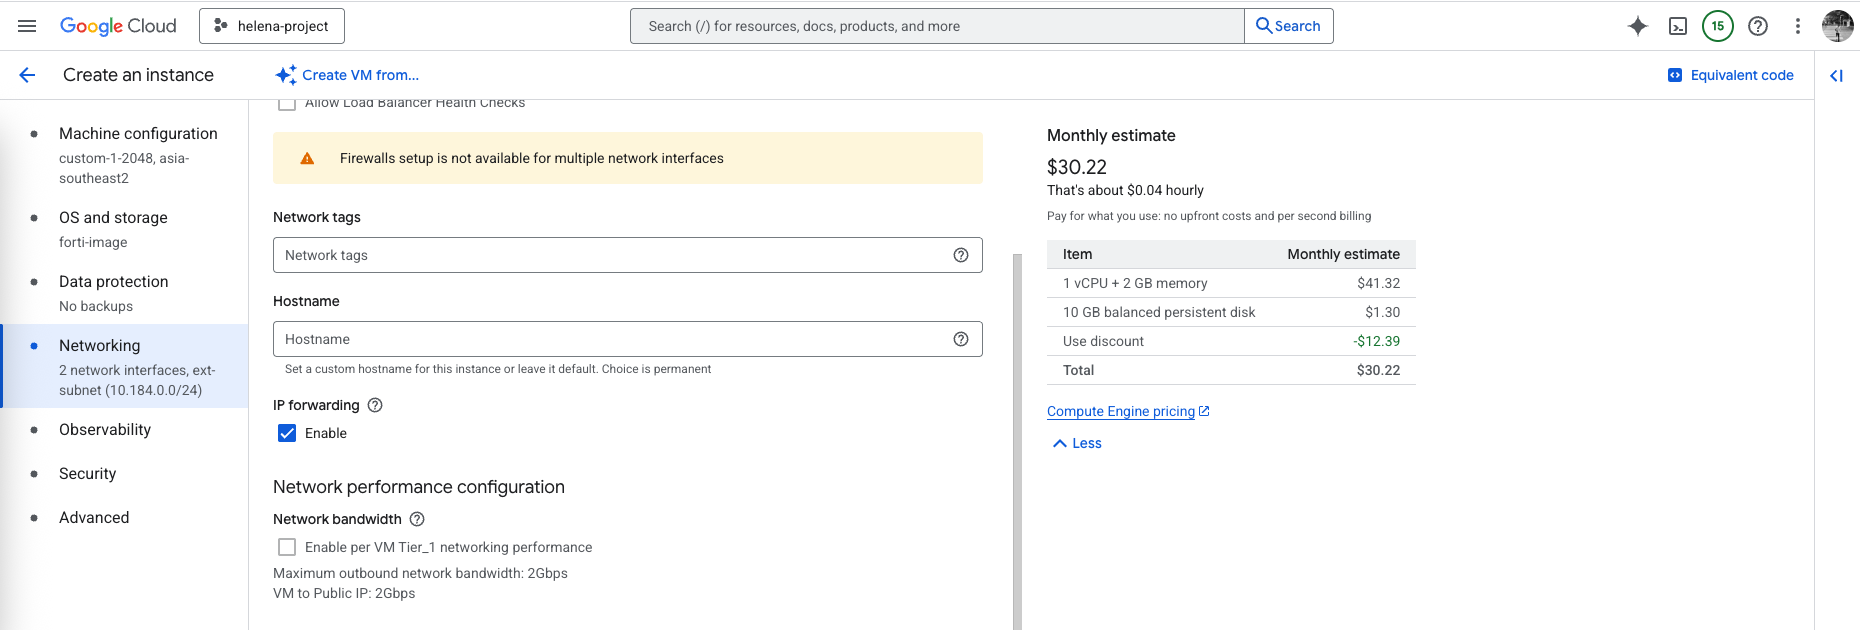 Google Cloud
helena-project
Search (/) for resources, docs, products, and more
Search
15
Create an instance
Create VM from...
Equivalent code
Machine configuration
custom-1-2048, asia-
southeast2
OS and storage
forti-image
Data protection
No backups
Networking
2 network interfaces, ext-
subnet (10.184.0.0/24)
Observability
Security
Advanced
Allow Load Balancer Health Checks
Firewalls setup is not available for multiple network interfaces
Network tags
Network tags
Hostname
Hostname
Set a custom hostname for this instance or leave it default. Choice is permanent
IP forwarding
Enable
Network performance configuration
Network bandwidth
Enable per VM Tier_1 networking performance
Maximum outbound network bandwidth: 2Gbps
VM to Public IP: 2Gbps
Monthly estimate
$30.22
That's about $0.04 hourly
Pay for what you use: no upfront costs and per second billing
Item Monthly estimate
1 vCPU + 2 GB memory $41.32
10 GB balanced persistent disk $1.30
Use discount -$12.39
Total $30.22
Compute Engine pricing
Less